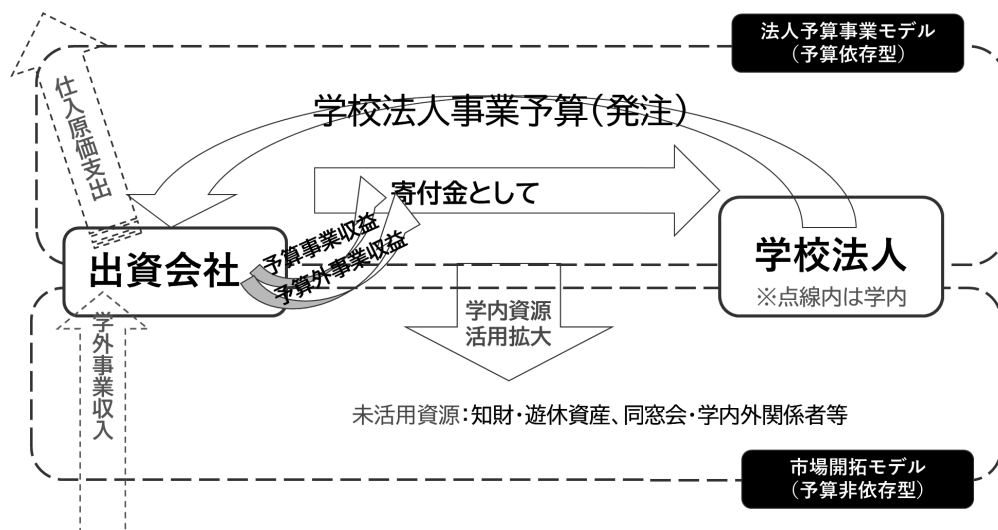 法人予算事業モデル
(予算依存型)
仕入原価支出
学校法人事業予算(発注)
寄付金として
予算事業収益
予算外事業収益
出資会社
学校法人
※点線内は学内
学内資源
活用拡大
学外事業収入
未活用資源:知財・遊休資産、同窓会・学内外関係者等
市場開拓モデル
(予算非依存型)